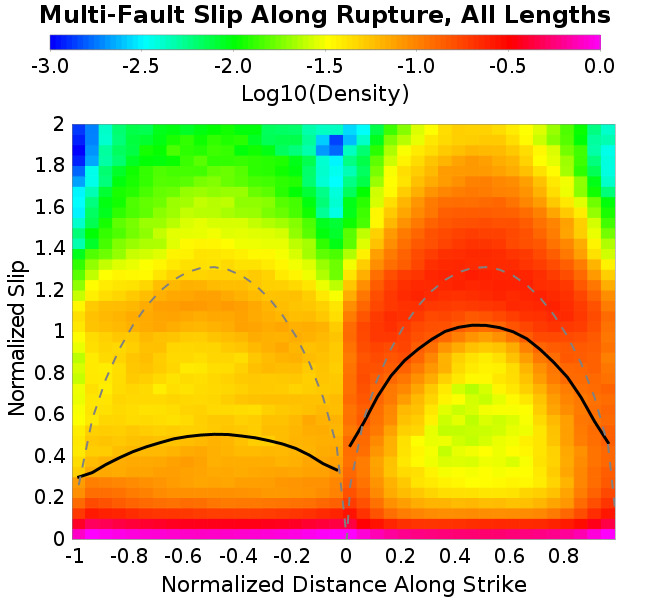 Multi-Fault Slip Along Rupture, All Lengths
-3.0 -2.5 -2.0 -1.5 -1.0 -0.5 0.0
Log10(Density)
2
1.8
1.6
1.4
1.2
1
0.8
0.6
0.4
0.2
0
Normalized Slip
-1 -0.8 -0.6 -0.4 -0.2 0 0.2 0.4 0.6 0.8
Normalized Distance Along Strike